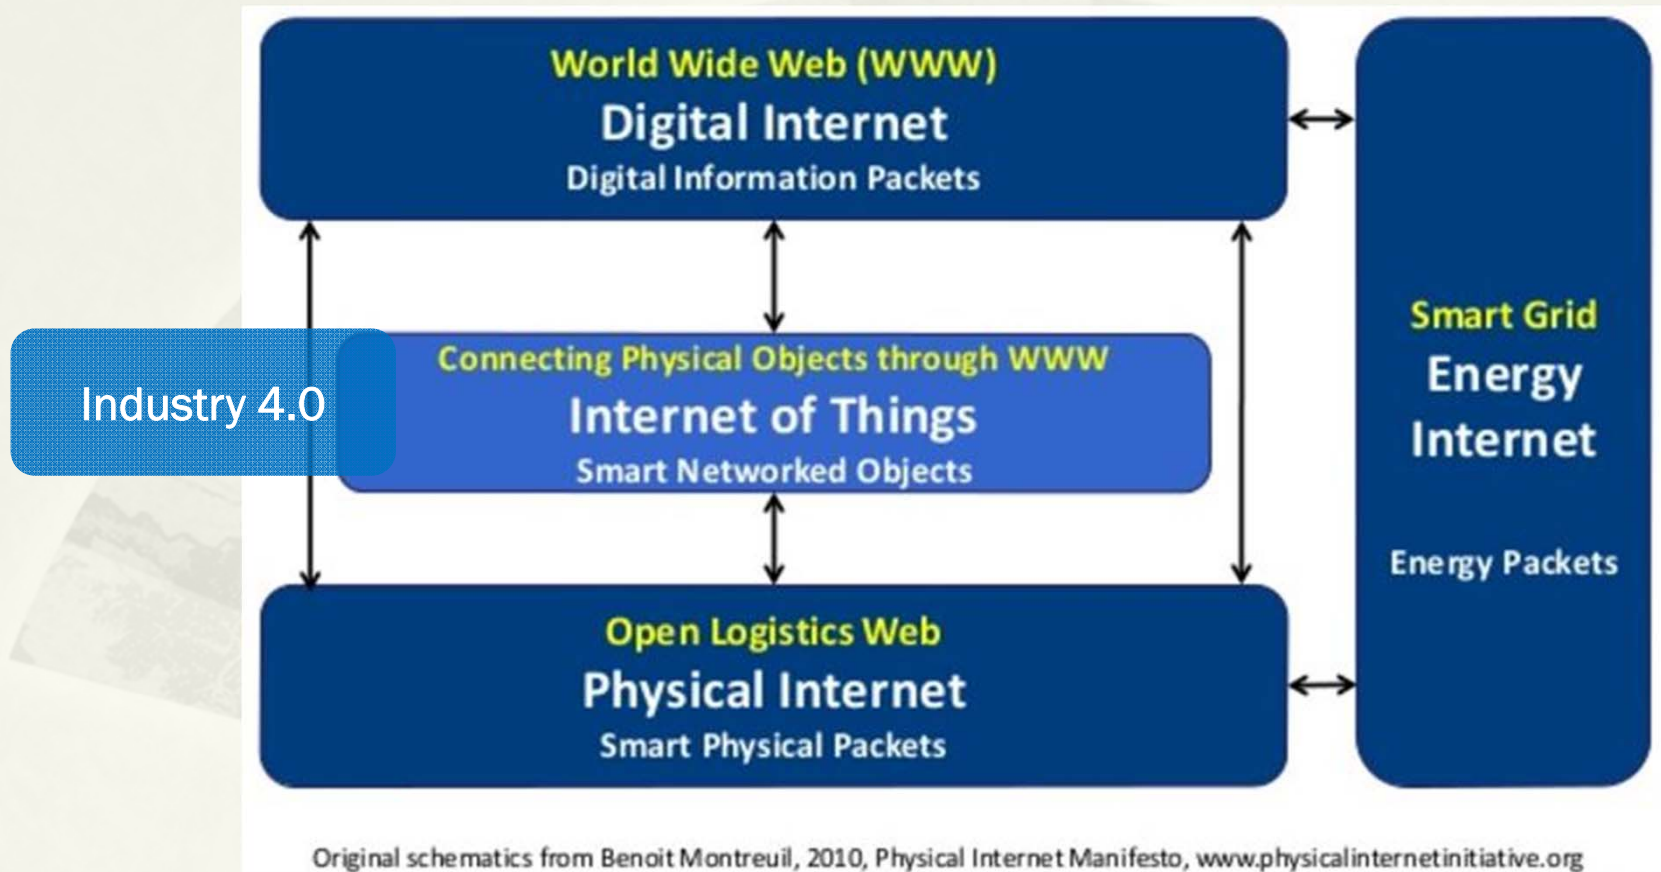 World Wide Web (WWW)
Digital Internet
Digital Information Packets
Industry 4.0
Connecting Physical Objects through WWW
Internet of Things
Smart Networked Objects
Smart Grid
Energy
Internet
Energy Packets
Open Logistics Web
Physical Internet
Smart Physical Packets
Original schematics from Benoit Montreuil, 2010, Physical Internet Manifesto, www.physicalinternetinitiative.org